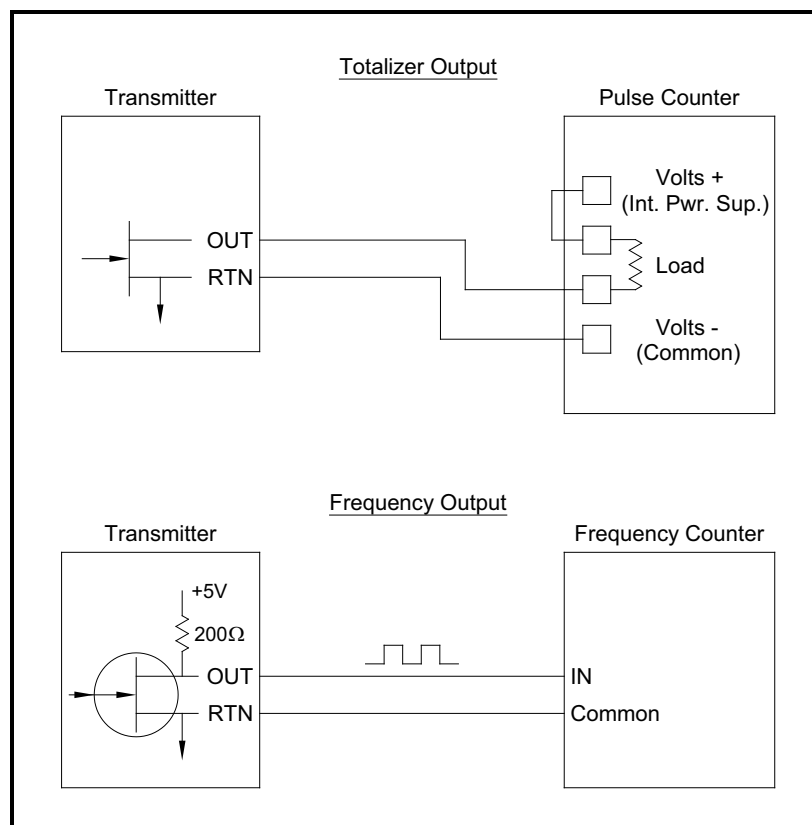 Totalizer Output
Transmitter
Pulse Counter
Volts +
(Int. Pwr. Sup.)
OUT
RTN
Load
Volts -
(Common)
Frequency Output
Transmitter
Frequency Counter
+5V
200Ω
OUT
IN
RTN
Common